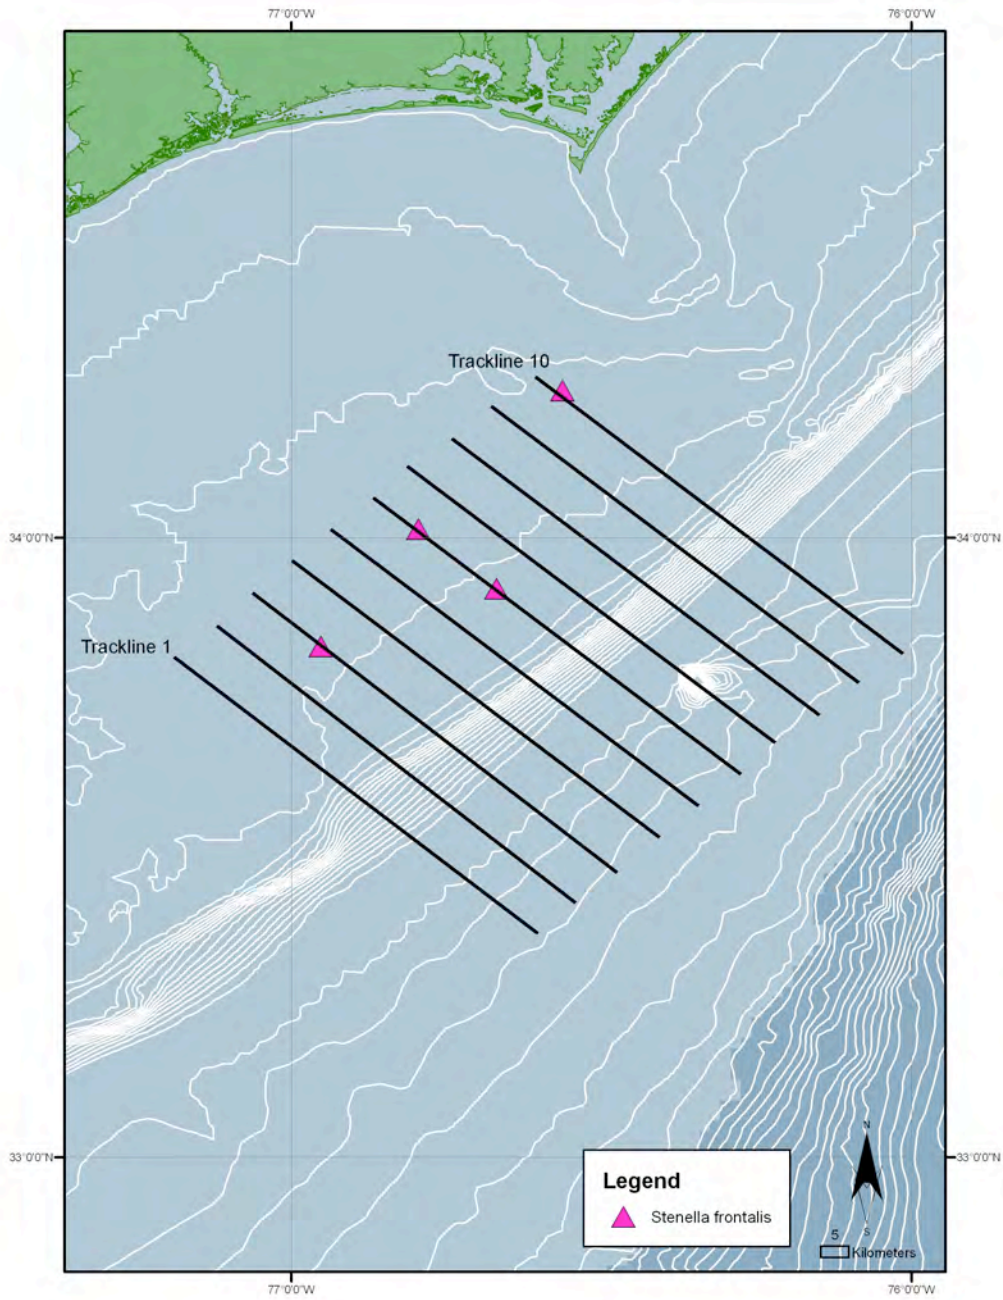 77°0'0"W
76°0'0"W
Trackline 10
34°0'0"N
34°0'0"N
Trackline 1
33°0'0"N
33°0'0"N
N
S
Legend
Stenella frontalis
5
Kilometers
77°0'0"W
76°0'0"W